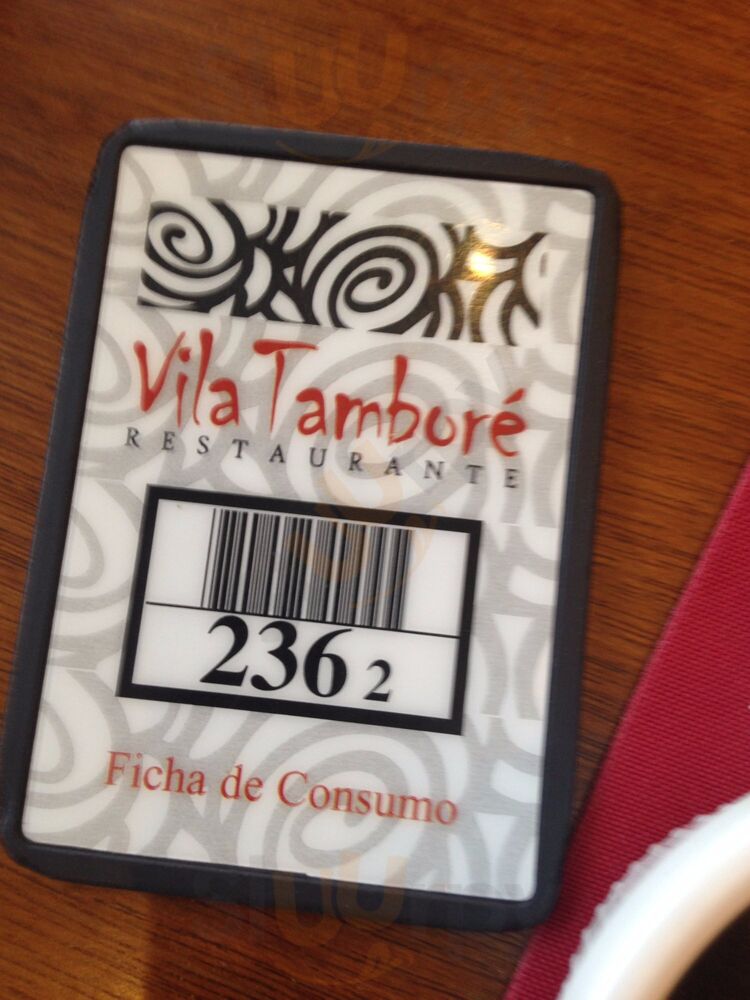 Vila Tamboré
RESTAURANTE
236 2
Ficha de Consumo